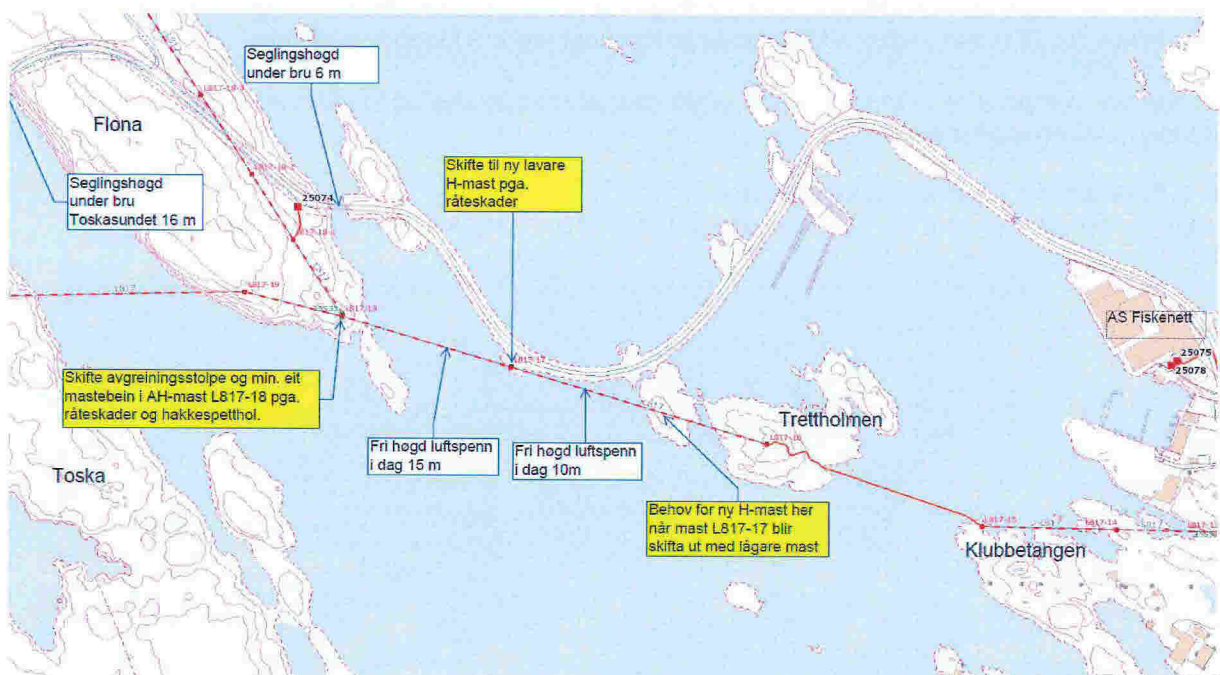 Seglingshøgd
under bru 6 m
L817-18-3
Flona
Skifte til ny lavare
H-mast pga.
råteskader
Seglingshøgd
under bru
Toskasundet 16 m
25074
L817-19
L817
AS Fiskenett
25075
25078
L817-17
Skifte avgreiningsstolpe og min. eit
mastebein i AH-mast L817-18 pga.
råteskader og hakkespetthol.
Trettholmen
L817-16
Fri høgd luftspenn
i dag 15 m
Fri høgd luftspenn
i dag 10m
Toska
Behov for ny H-mast her
når mast L817-17 blir
skifta ut med lågare mast
L817-15
L817-14
Klubbetangen